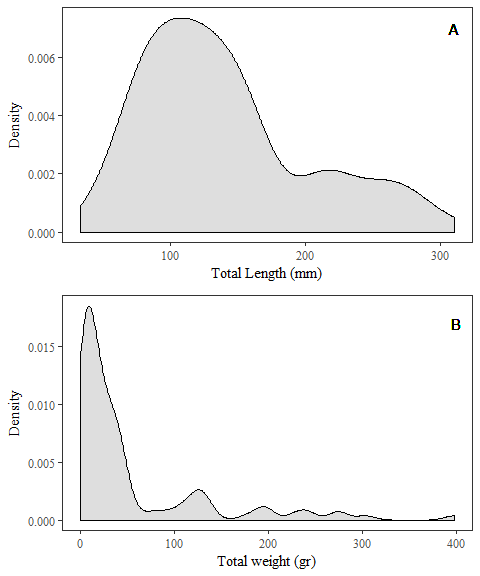 A
0.006
0.004
0.002
0.000
Density
100 200 300
Total Length (mm)
B
0.015
0.010
0.005
0.000
Density
0 100 200 300 400
Total weight (gr)